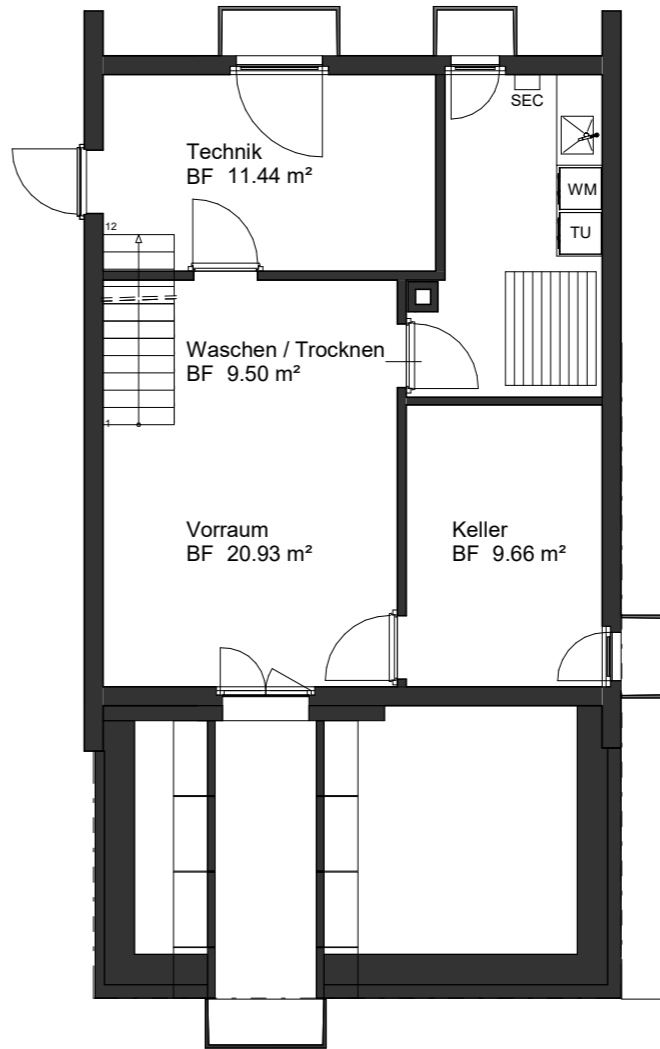 SEC
Technik
BF 11.44 m²
WM
TU
12
Waschen / Trocknen
BF 9.50 m²
1
Vorraum
BF 20.93 m²
Keller
BF 9.66 m²